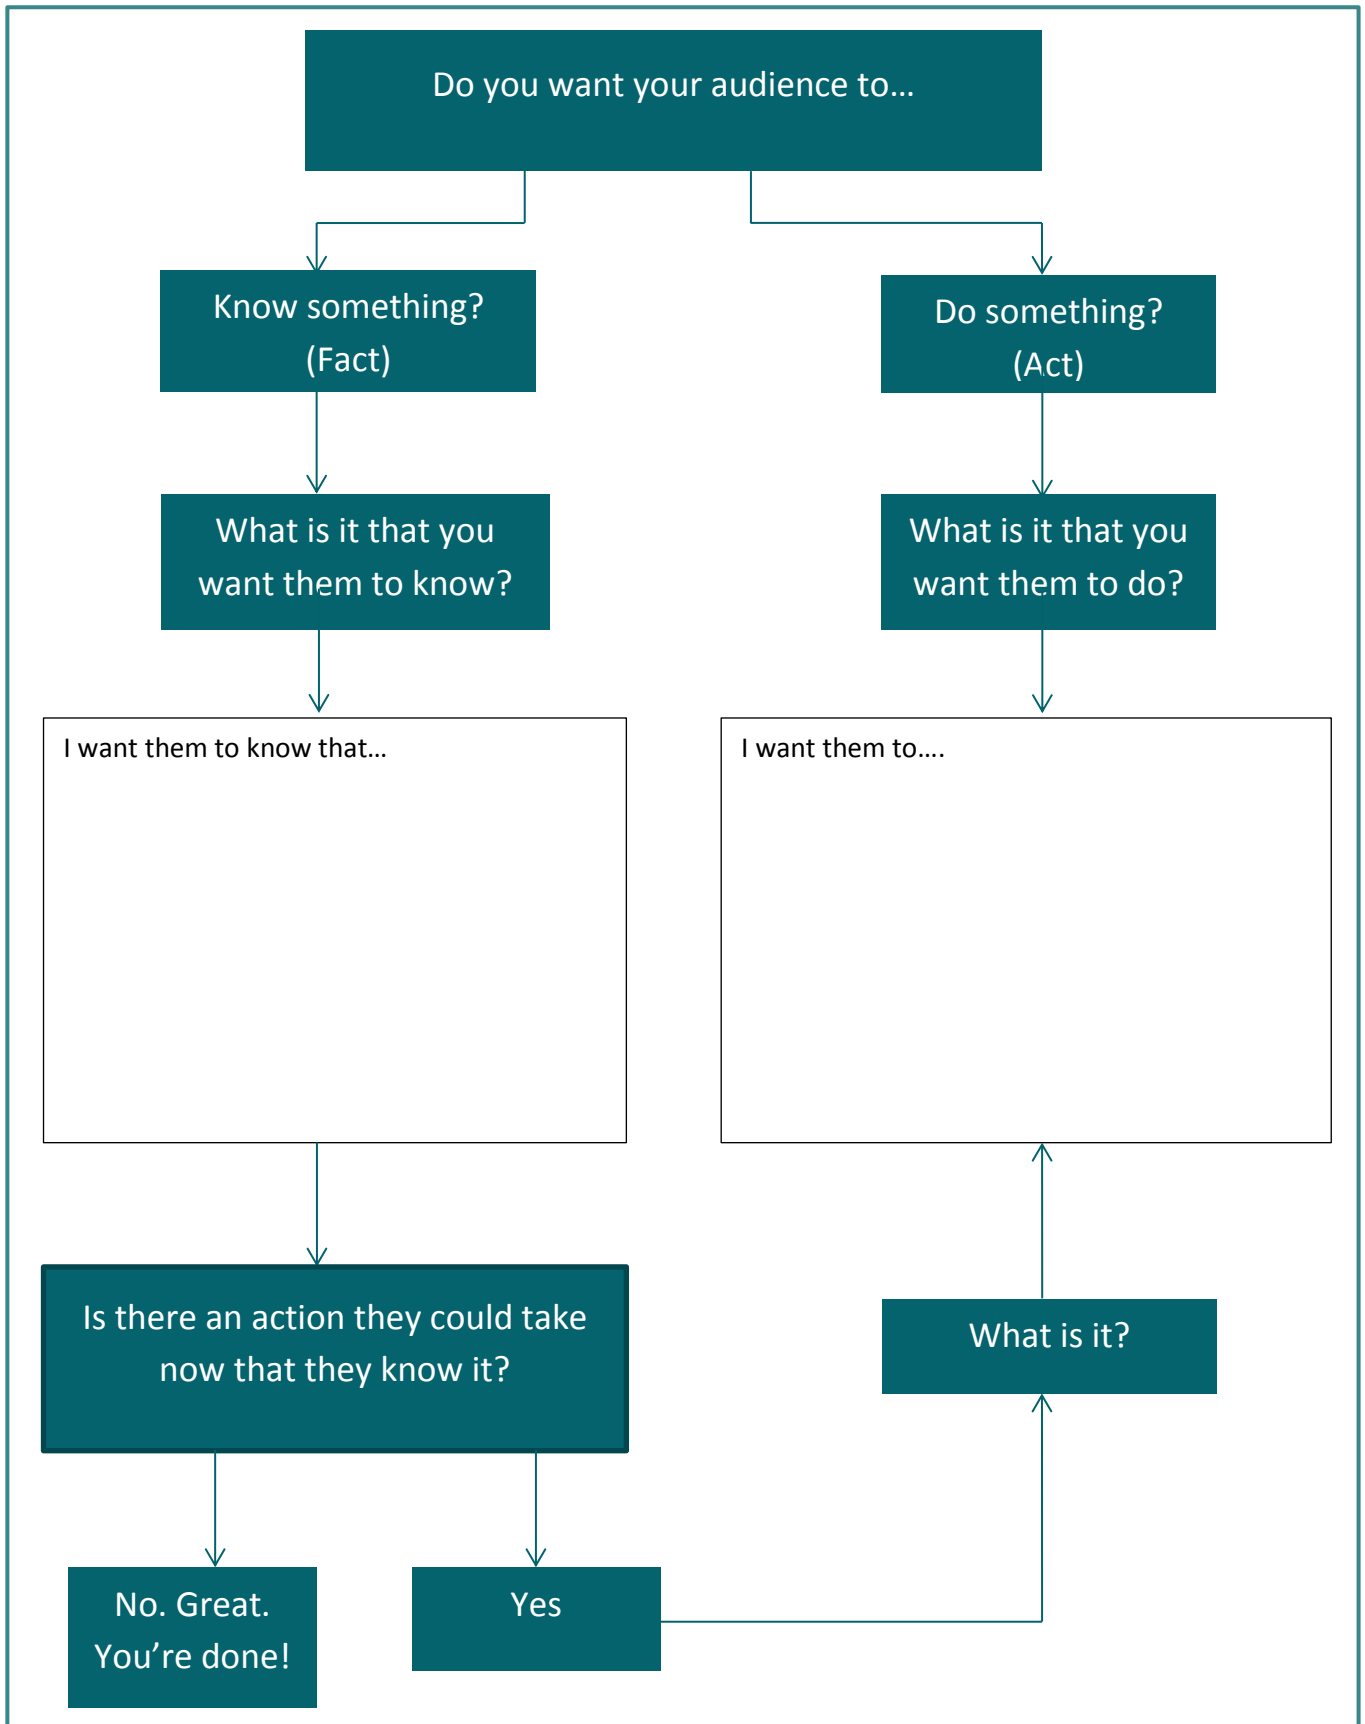 Do you want your audience to…
Know something?
(Fact)
Do something?
(Act)
What is it that you
want them to know?
What is it that you
want them to do?
I want them to know that…
I want them to….
Is there an action they could take
now that they know it?
What is it?
No. Great.
You’re done!
Yes